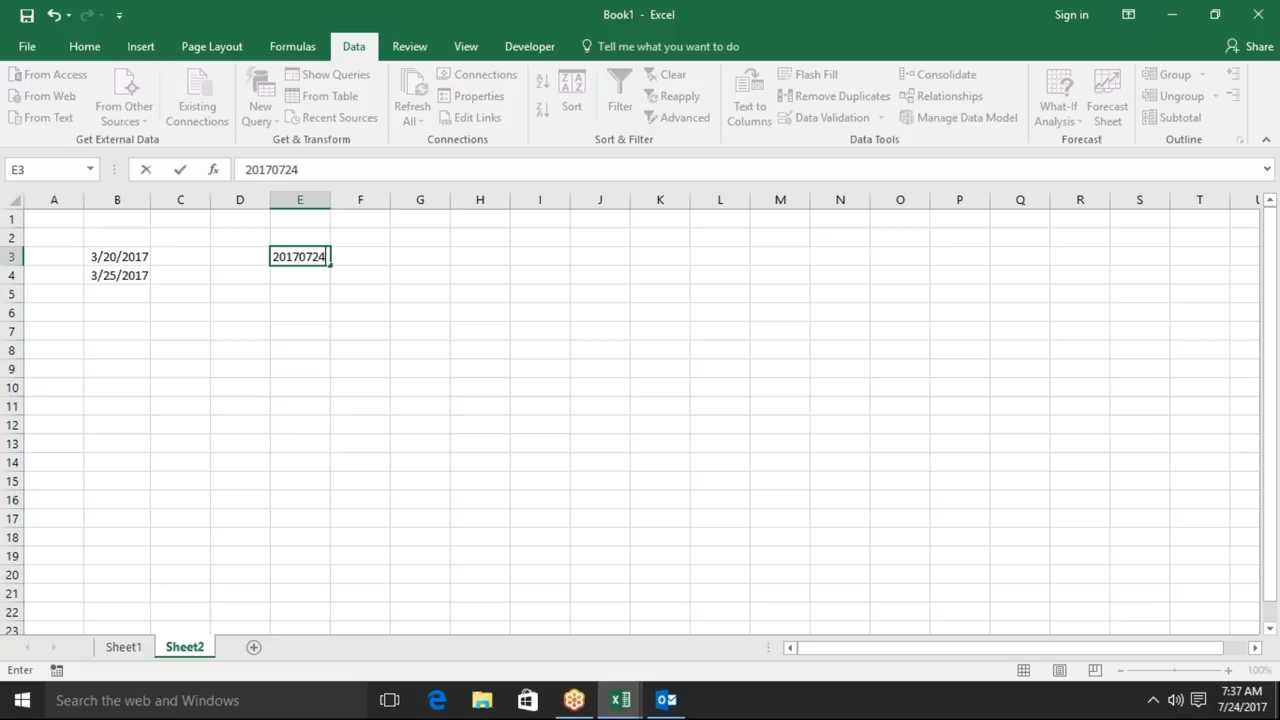 Book1 - Excel
Sign in
File Home Insert Page Layout Formulas Data Review View Developer Tell me what you want to do Share
From Access
From Web
From Text
From Other Sources
Existing Connections
Get External Data
New Query
Show Queries
From Table
Recent Sources
Get & Transform
Refresh All
Connections
Properties
Edit Links
Connections
A Z
Z A
Z A A Z
Sort
Filter
Clear
Reapply
Advanced
Sort & Filter
Text to Columns
Flash Fill
Remove Duplicates
Data Validation
Consolidate
Relationships
Manage Data Model
Data Tools
What-If Analysis
Forecast Sheet
Forecast
Group
Ungroup
Subtotal
Outline
E3 fx 20170724
A B C D E F G H I J K L M N O P Q R S T U
1
2
3 3/20/2017 20170724
4 3/25/2017
5
6
7
8
9
10
11
12
13
14
15
16
17
18
19
20
21
22
23
Sheet1 Sheet2
Enter 100%
Search the web and Windows
7:37 AM
7/24/2017